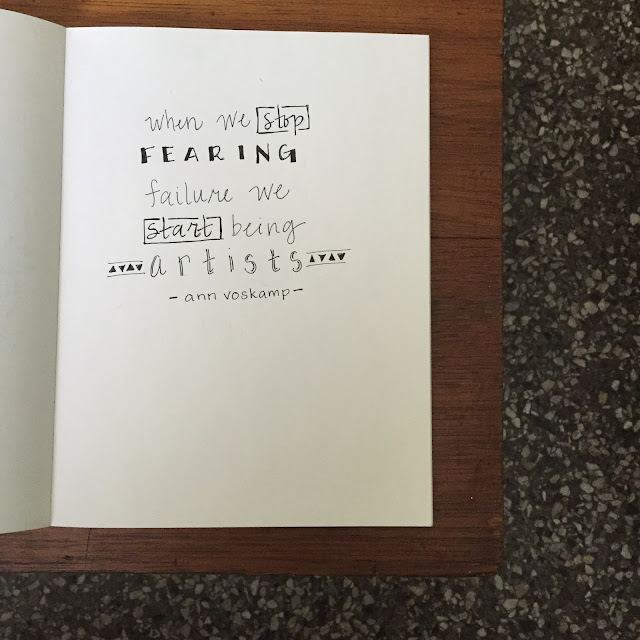 when we stop
FEARING
failure we
start being
artists
- ann voskamp -